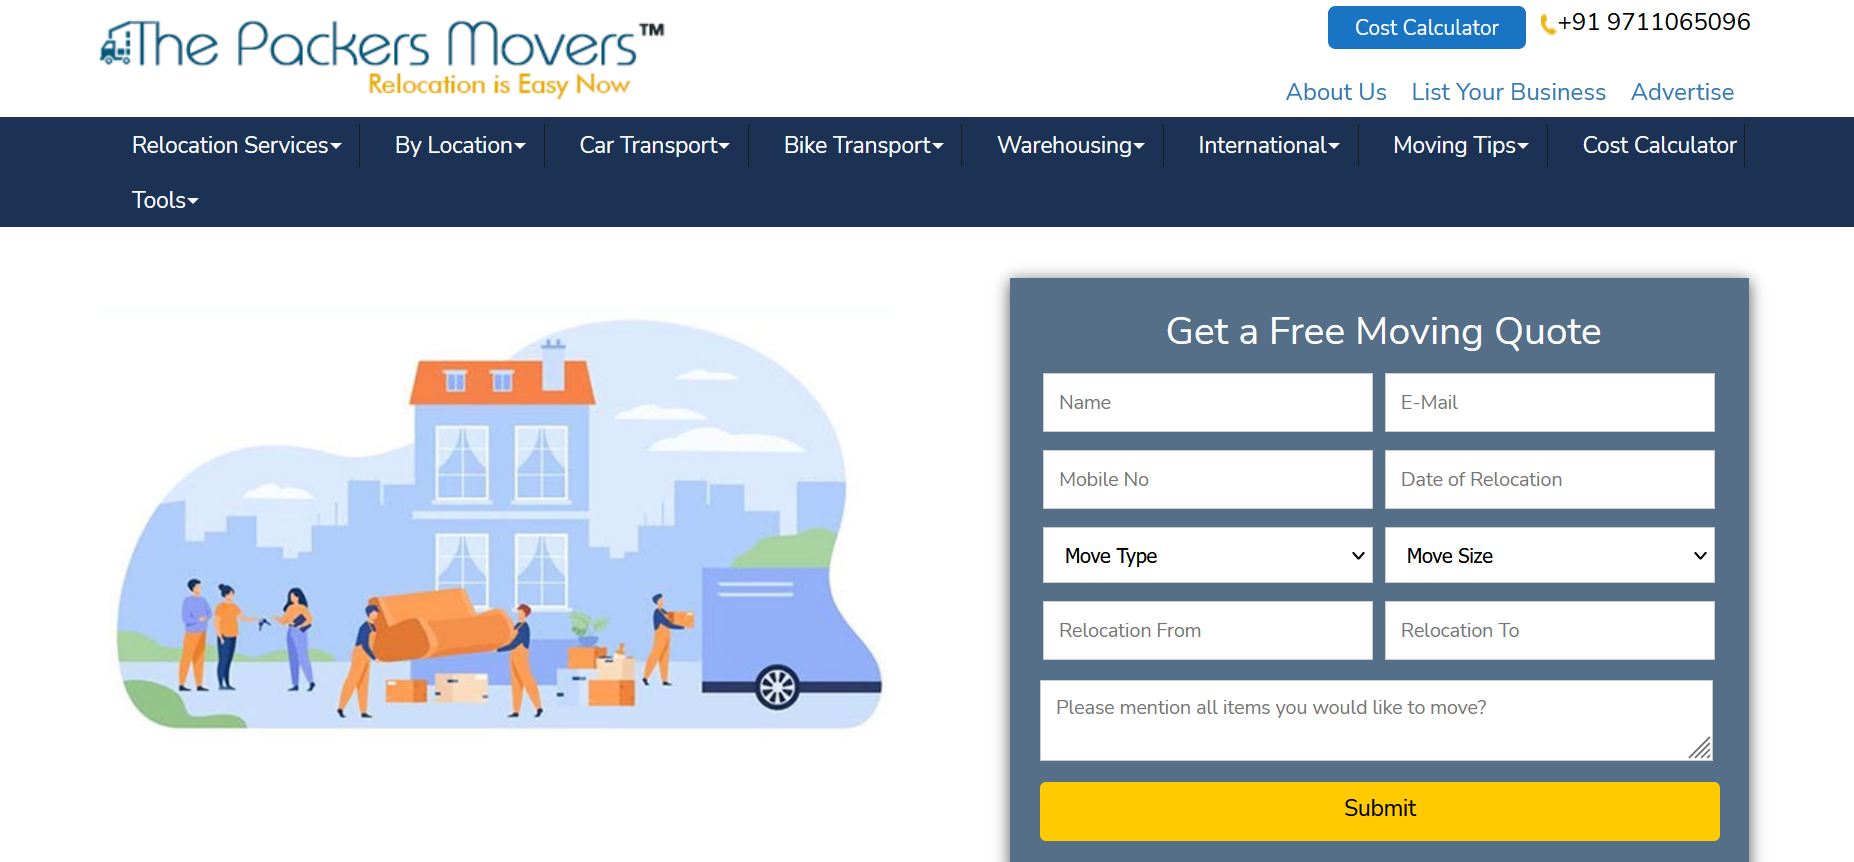 The Packers Movers™
Relocation is Easy Now
Cost Calculator
+91 9711065096
About Us List Your Business Advertise
Relocation Services By Location Car Transport Bike Transport Warehousing International Moving Tips Cost Calculator
Tools
Get a Free Moving Quote
Name E-Mail
Mobile No Date of Relocation
Move Type Move Size
Relocation From Relocation To
Please mention all items you would like to move?
Submit